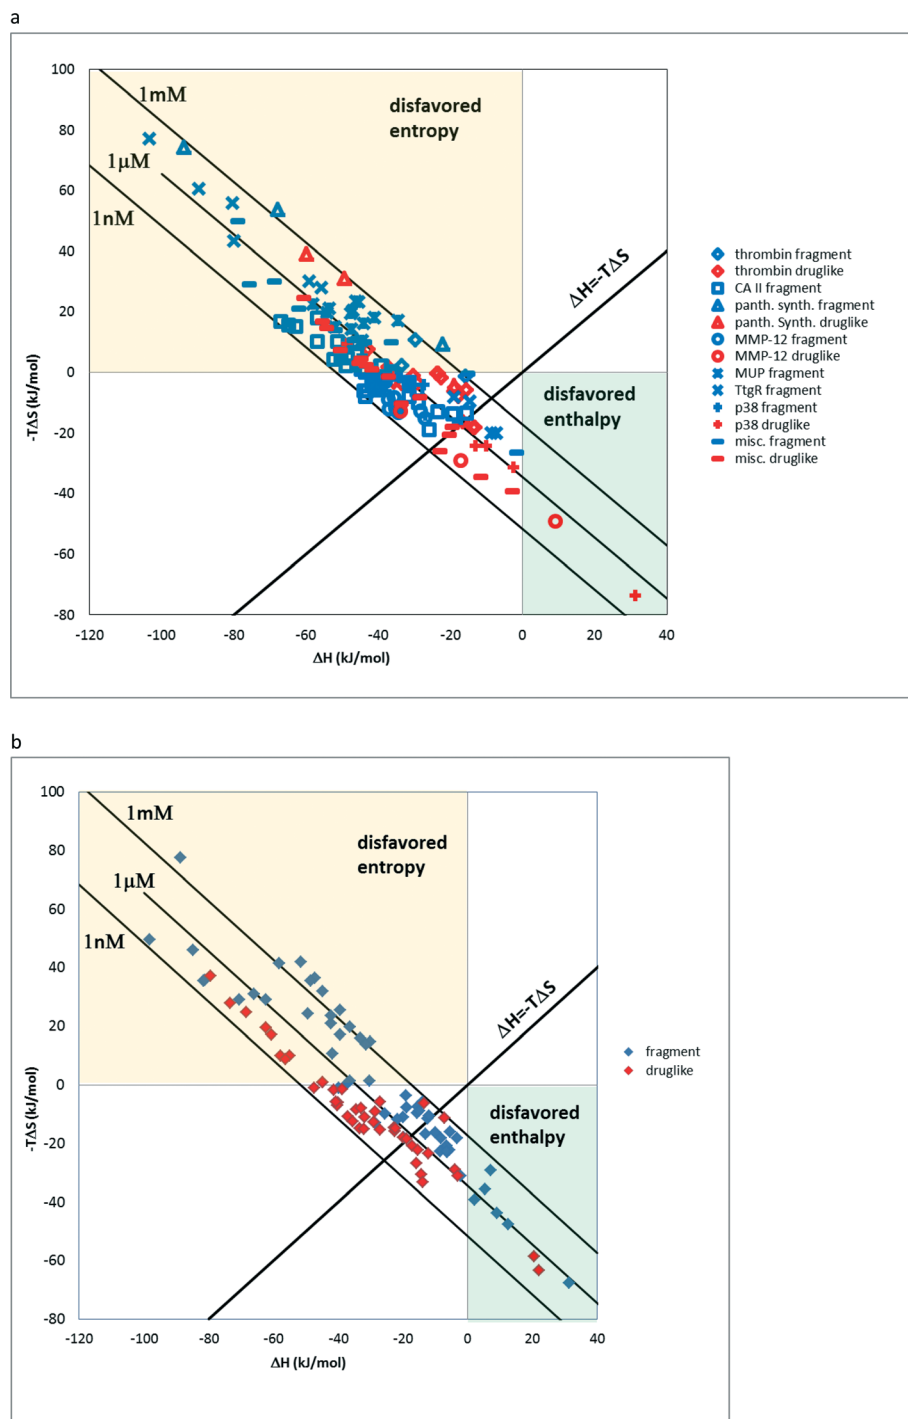 a
100
80
60
40
20
0
-20
-40
-60
-80
-120
-100
-80
-60
-40
-20
0
20
40
-TΔS (kJ/mol)
ΔH (kJ/mol)
1mM
1μM
1nM
disfavored
entropy
disfavored
enthalpy
ΔH=-TΔS
thrombin fragment
thrombin druglike
CA II fragment
panth. synth. fragment
panth. Synth. druglike
MMP-12 fragment
MMP-12 druglike
MUP fragment
TtgR fragment
p38 fragment
p38 druglike
misc. fragment
misc. druglike
b
100
80
60
40
20
0
-20
-40
-60
-80
-120
-100
-80
-60
-40
-20
0
20
40
-TΔS (kJ/mol)
ΔH (kJ/mol)
1mM
1μM
1nM
disfavored
entropy
disfavored
enthalpy
ΔH=-TΔS
fragment
druglike